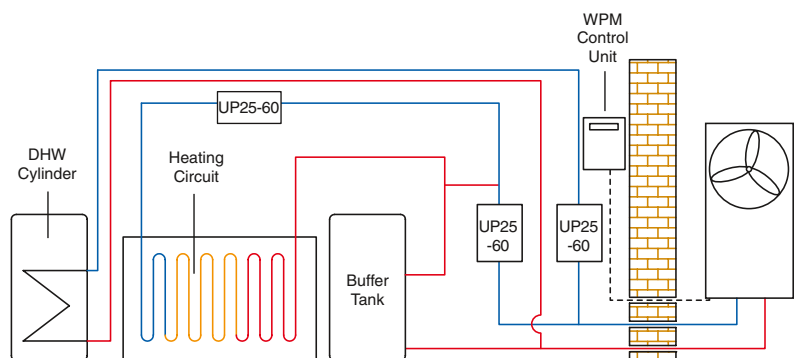 WPM
Control
Unit
UP25-60
DHW
Cylinder
Heating
Circuit
UP25
-60
UP25
-60
Buffer
Tank